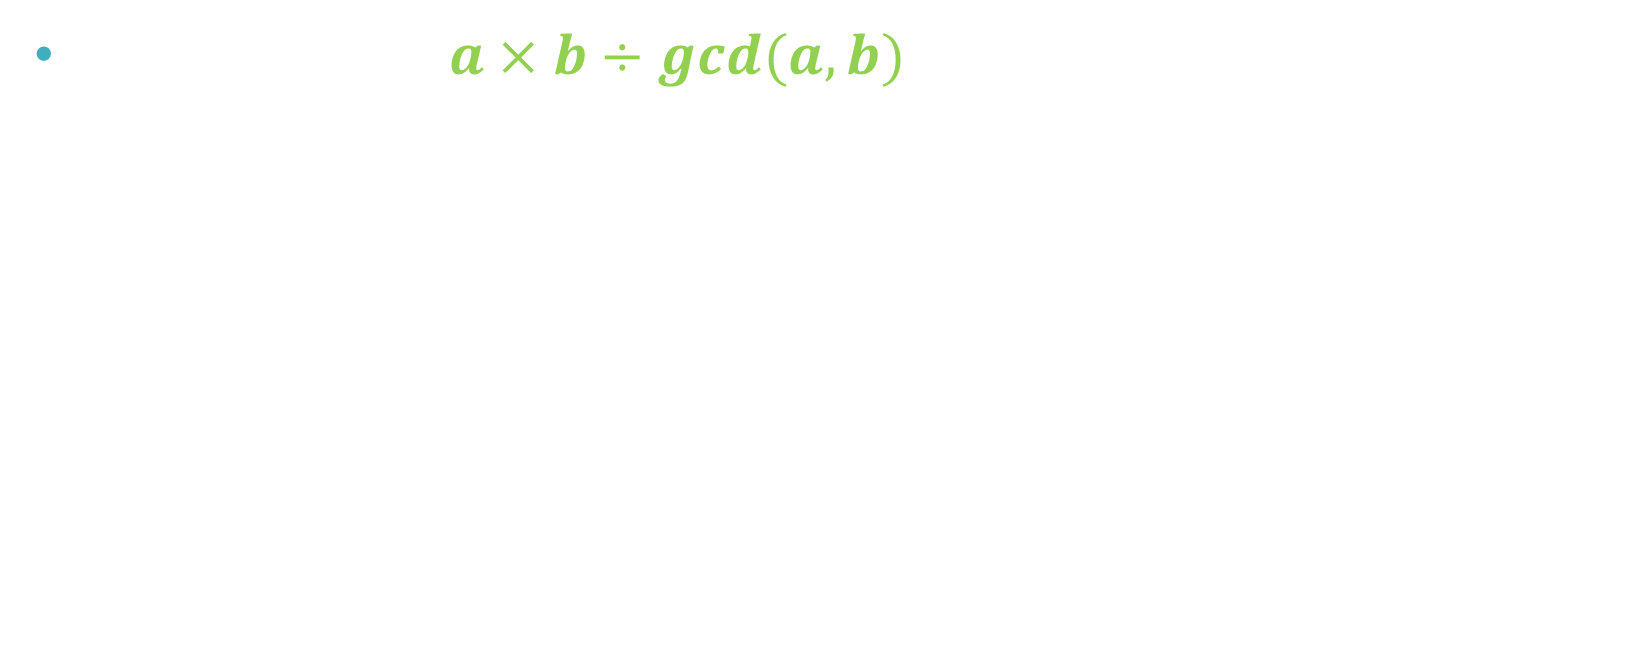 • a × b ÷ gcd(a, b)